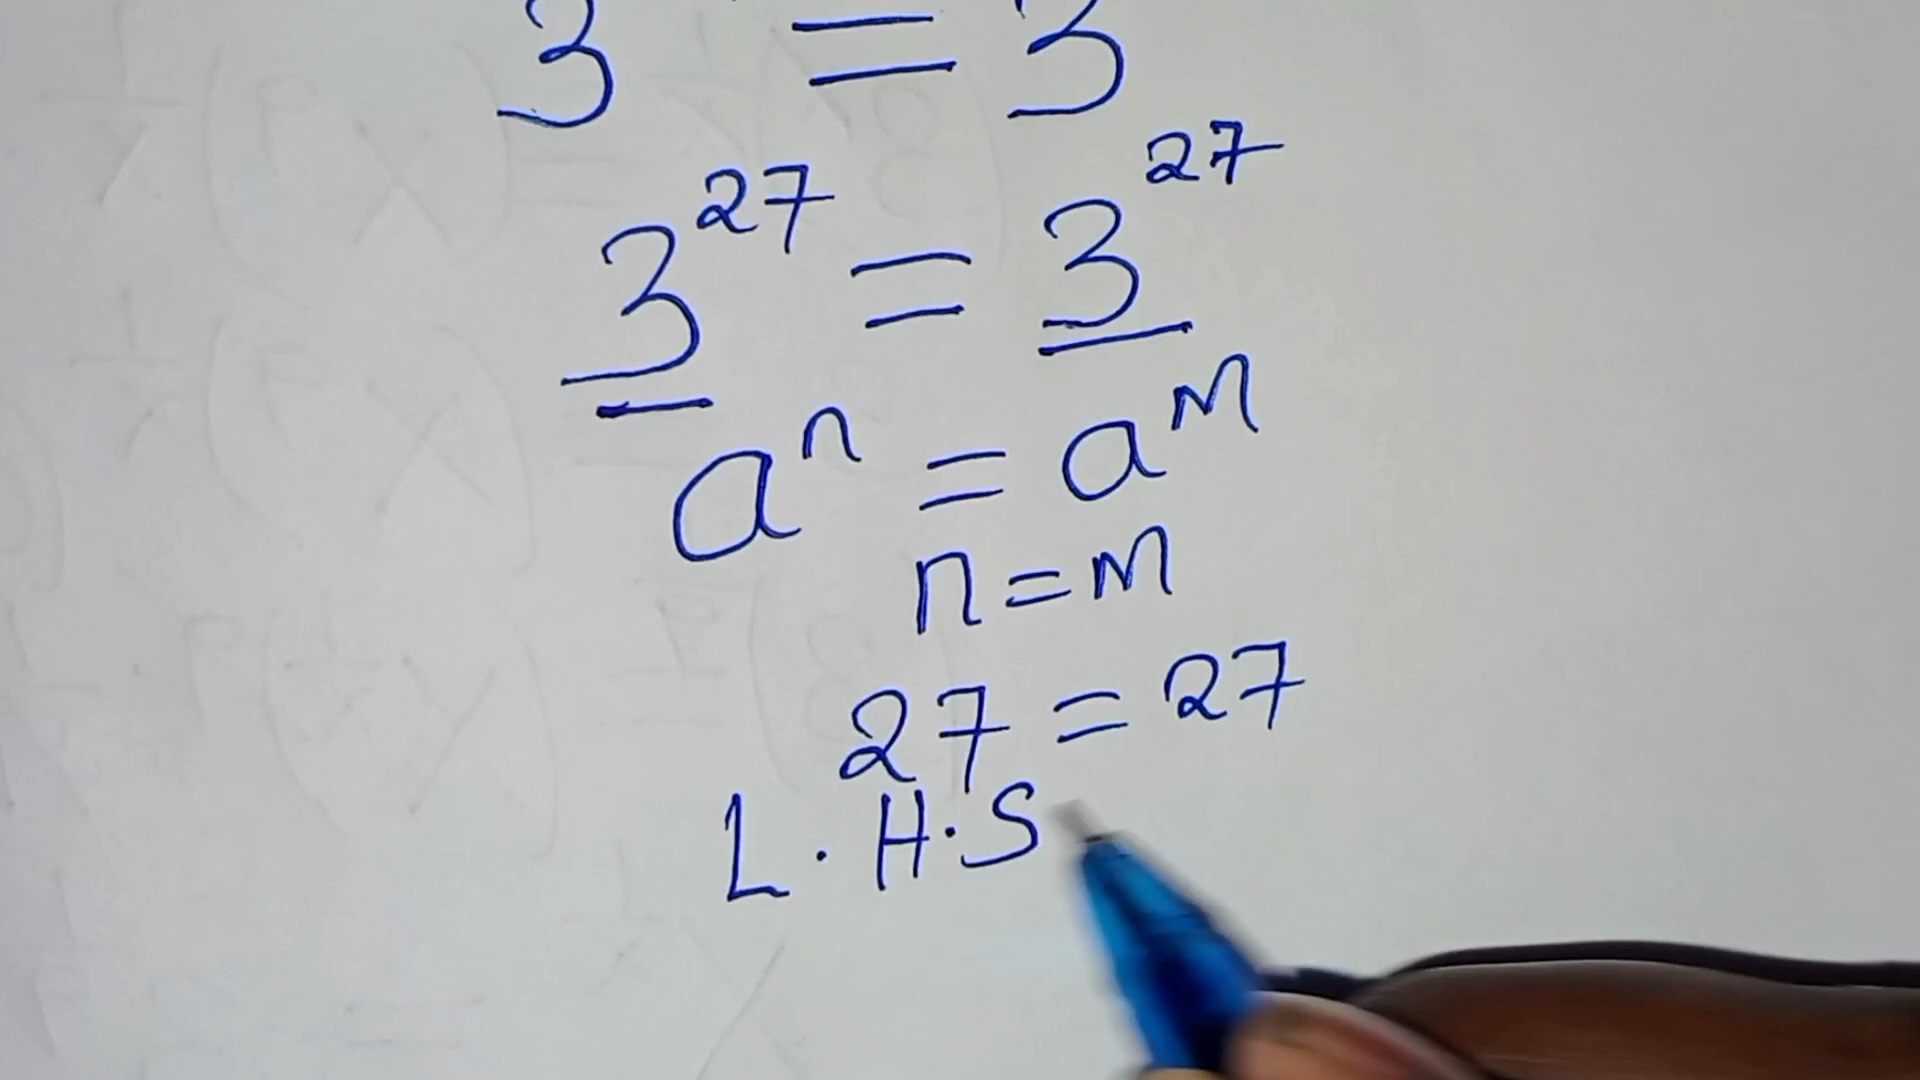 3 = 3
3^27 = 3^27
a^n = a^m
n = m
27 = 27
L.H.S